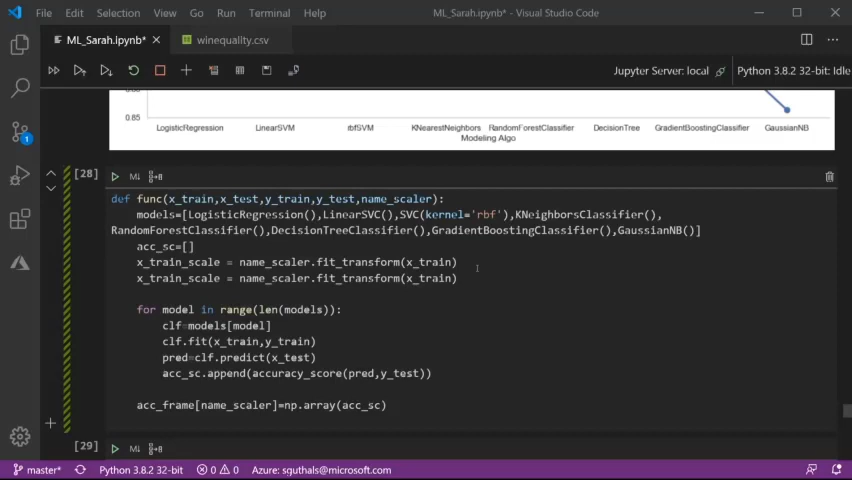 File Edit Selection View Go Run Terminal Help ML_Sarah.ipynb* - Visual Studio Code
ML_Sarah.ipynb* winequality.csv
Jupyter Server: local Python 3.8.2 32-bit: Idle
0.85
LogisticRegression LinearSVM rbfSVM KNearestNeighbors RandomForestClassifier DecisionTree GradientBoostingClassifier GaussianNB
Modeling Algo
[28]
M↓
def func(x_train,x_test,y_train,y_test,name_scaler):
models=[LogisticRegression(),LinearSVC(),SVC(kernel='rbf'),KNeighborsClassifier(),
RandomForestClassifier(),DecisionTreeClassifier(),GradientBoostingClassifier(),GaussianNB()]
acc_sc=[]
x_train_scale = name_scaler.fit_transform(x_train)
x_train_scale = name_scaler.fit_transform(x_train)
for model in range(len(models)):
clf=models[model]
clf.fit(x_train,y_train)
pred=clf.predict(x_test)
acc_sc.append(accuracy_score(pred,y_test))
acc_frame[name_scaler]=np.array(acc_sc)
[29]
M↓
master* Python 3.8.2 32-bit 0 0 Azure: sguthals@microsoft.com
1